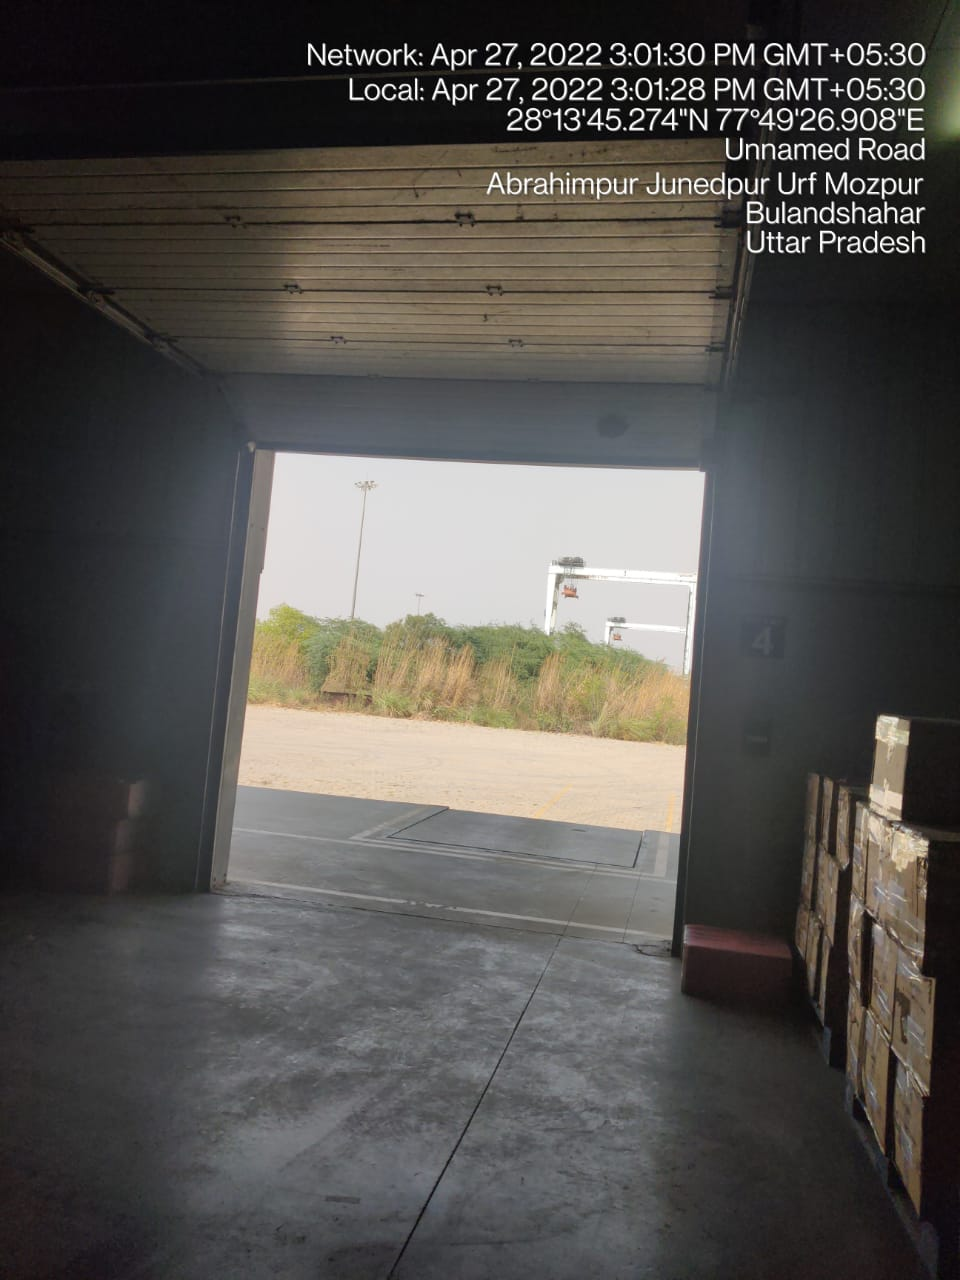 Network: Apr 27, 2022 3:01:30 PM GMT+05:30
Local: Apr 27, 2022 3:01:28 PM GMT+05:30
28°13'45.274"N 77°49'26.908"E
Unnamed Road
Abrahimpur Junedpur Urf Mozpur
Bulandshahar
Uttar Pradesh
4